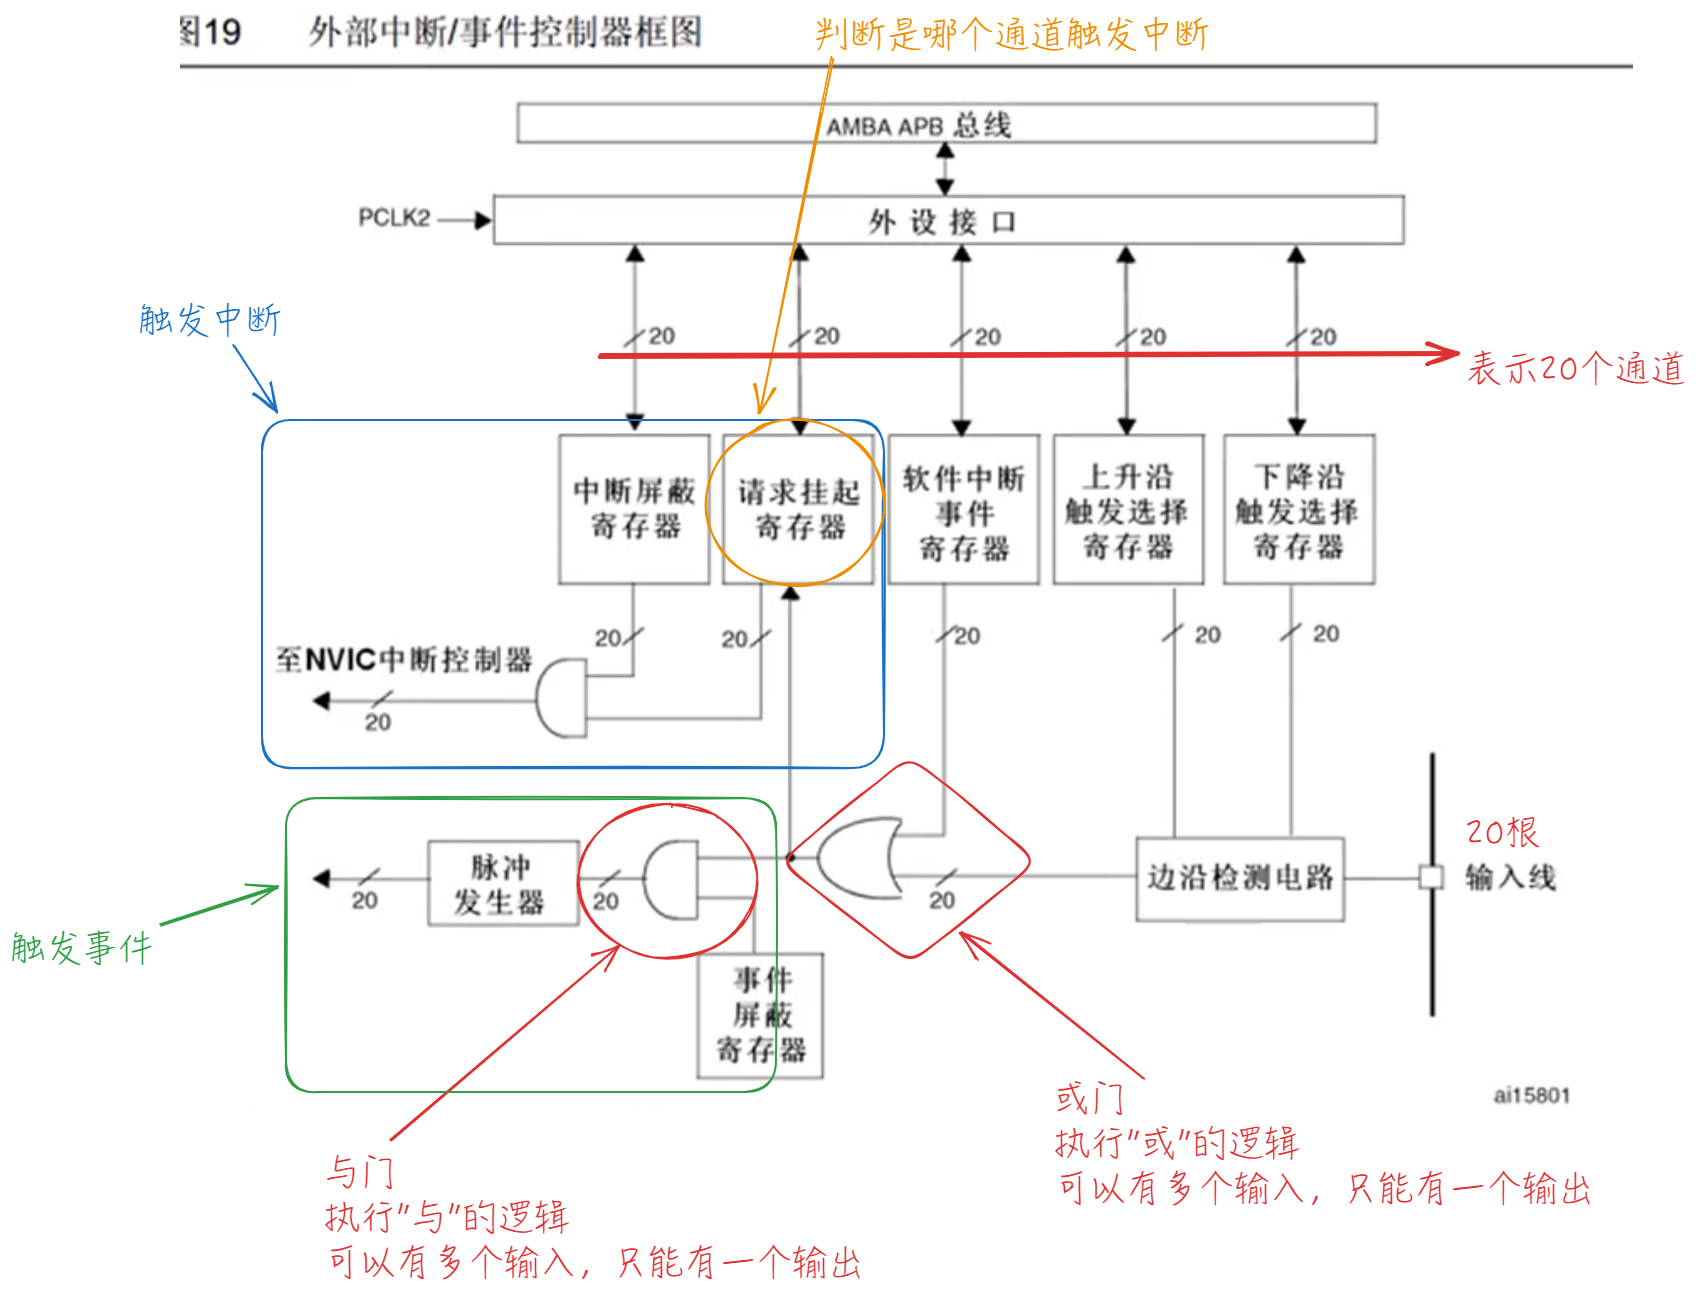 图19 外部中断/事件控制器框图
判断是哪个通道触发中断
AMBA APB 总线
PCLK2
外设接口
触发中断
20
20
20
20
20
表示20个通道
中断屏蔽
寄存器
请求挂起
寄存器
软件中断
事件
寄存器
上升沿
触发选择
寄存器
下降沿
触发选择
寄存器
20
20
20
20
20
至NVIC中断控制器
20
20根
输入线
脉冲
发生器
边沿检测电路
20
20
20
触发事件
事件
屏蔽
寄存器
ai15801
或门
执行"或"的逻辑
可以有多个输入，只能有一个输出
与门
执行"与"的逻辑
可以有多个输入，只能有一个输出